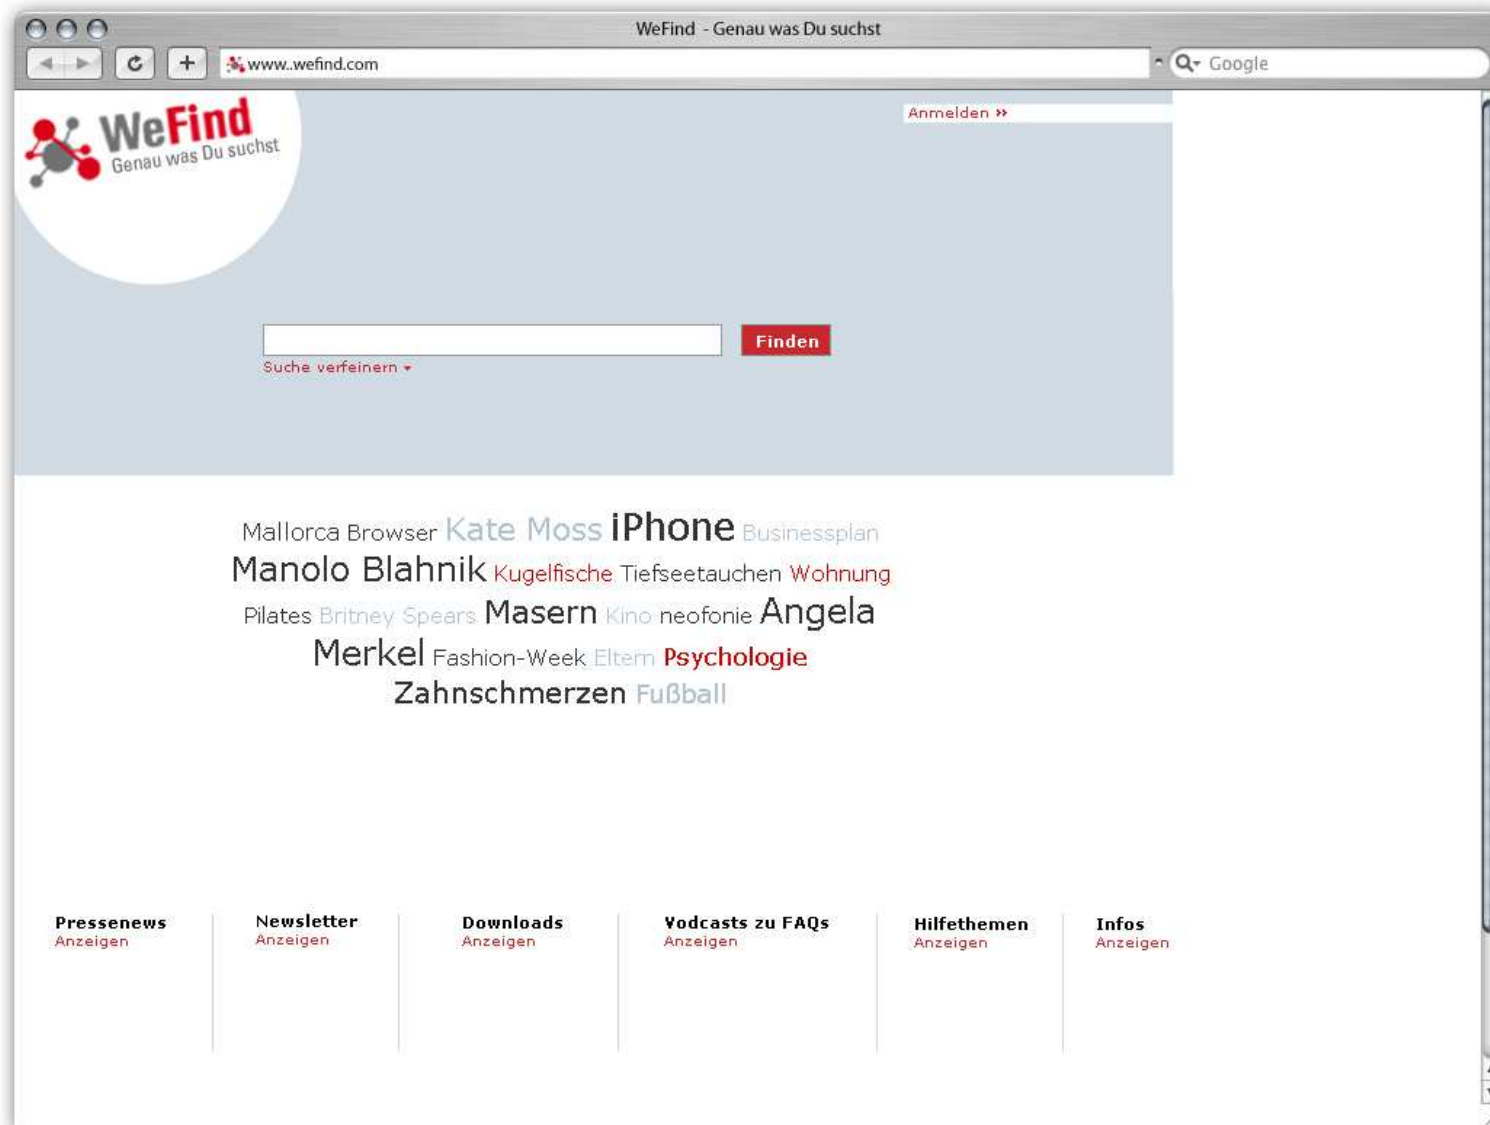 WeFind - Genau was Du suchst
www..wefind.com
Google
WeFind
Genau was Du suchst
Anmelden »
Finden
Suche verfeinern
Mallorca Browser Kate Moss iPhone Businessplan
Manolo Blahnik Kugelfische Tiefseetauchen Wohnung
Pilates Britney Spears Masern Kino neofonie Angela
Merkel Fashion-Week Eltern Psychologie
Zahnschmerzen Fußball
Pressenews Newsletter Downloads Vodcasts zu FAQs Hilfethemen Infos
Anzeigen Anzeigen Anzeigen Anzeigen Anzeigen Anzeigen